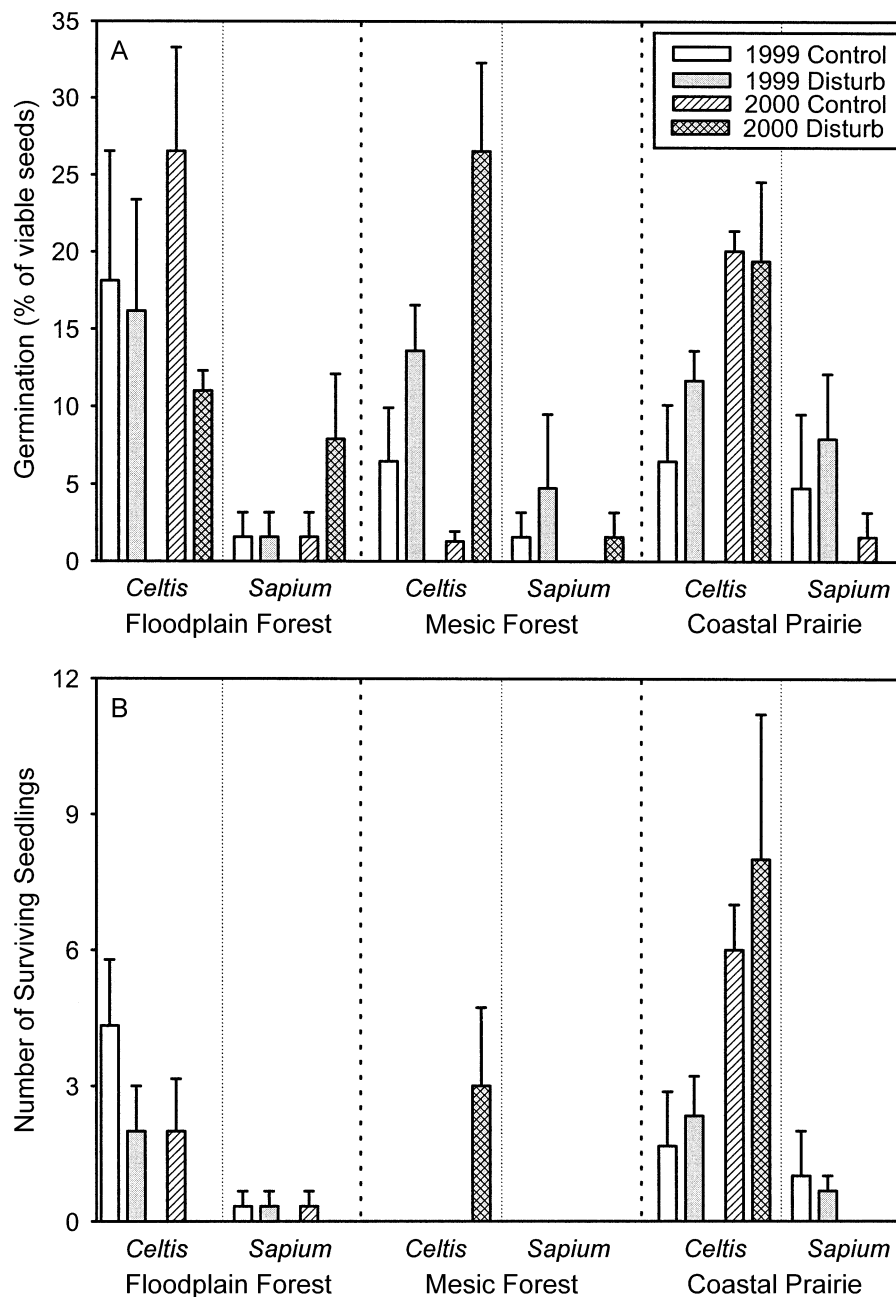 A
1999 Control
1999 Disturb
2000 Control
2000 Disturb
Germination (% of viable seeds)
35
30
25
20
15
10
5
0
Celtis Sapium Celtis Sapium Celtis Sapium
Floodplain Forest Mesic Forest Coastal Prairie
B
Number of Surviving Seedlings
12
9
6
3
0
Celtis Sapium Celtis Sapium Celtis Sapium
Floodplain Forest Mesic Forest Coastal Prairie